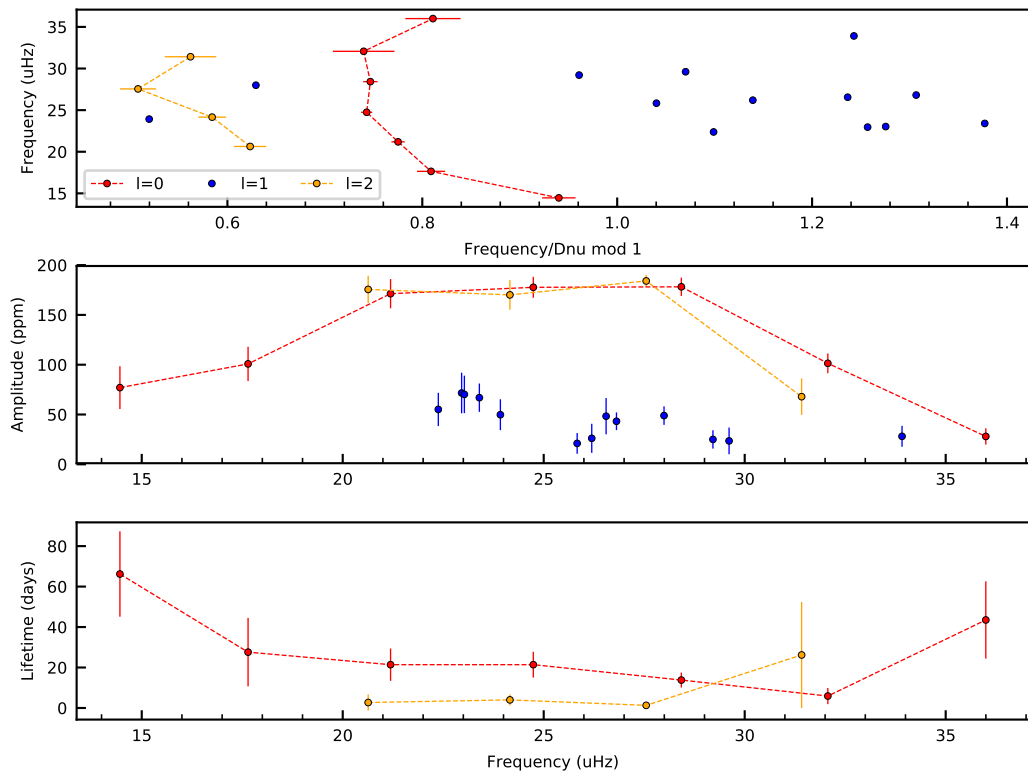 35
30
25
20
15
Frequency (uHz)
l=0 l=1 l=2
0.6 0.8 1.0 1.2 1.4
Frequency/Dnu mod 1
200
150
100
50
0
Amplitude (ppm)
15 20 25 30 35
80
60
40
20
0
Lifetime (days)
15 20 25 30 35
Frequency (uHz)